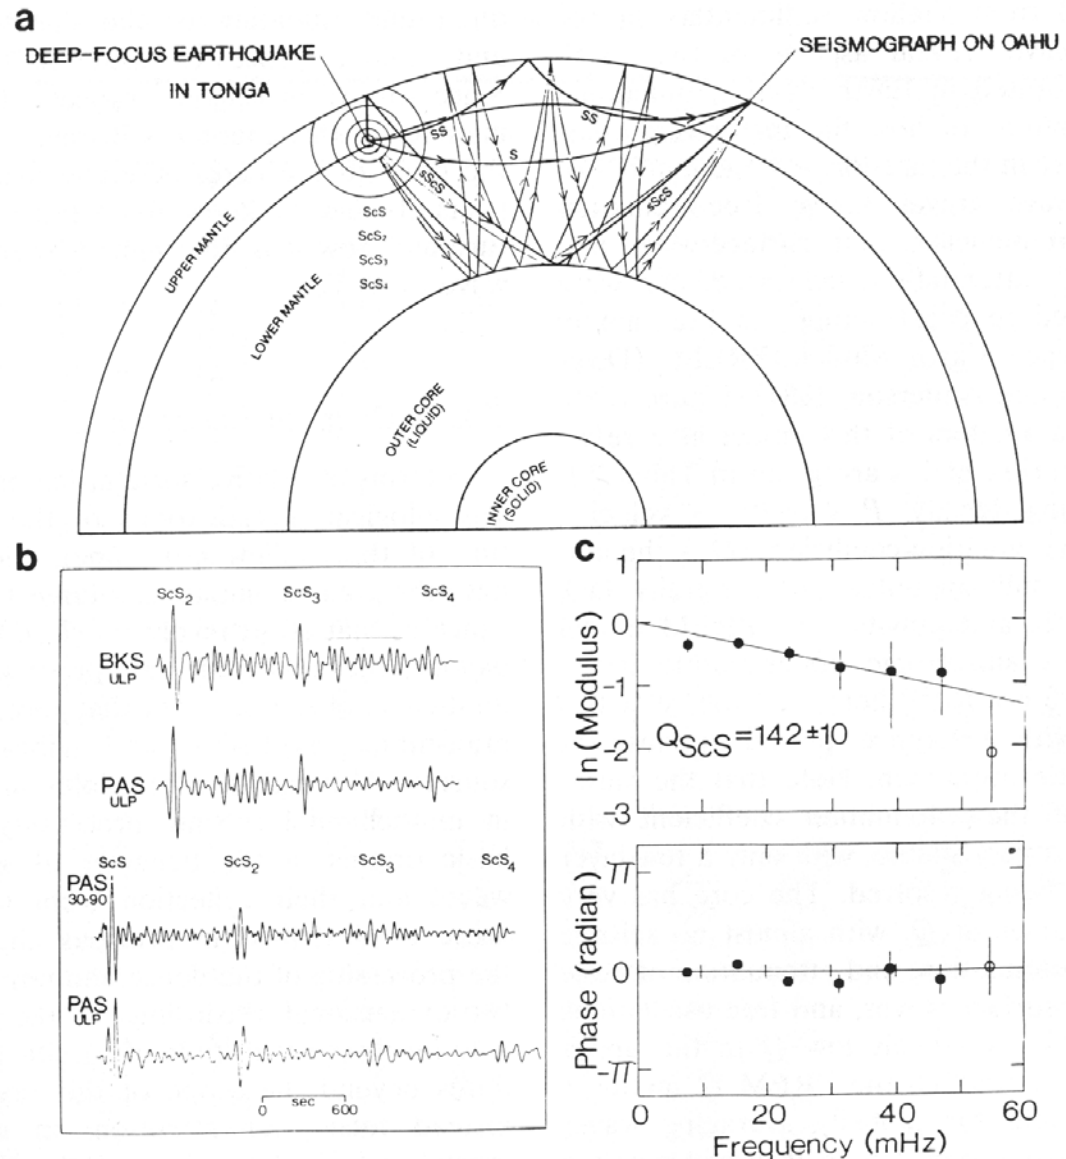 a
DEEP-FOCUS EARTHQUAKE
IN TONGA
SEISMOGRAPH ON OAHU
SS
SS
S
sScS
sScS
ScS
ScS₂
ScS₃
ScS₄
UPPER MANTLE
LOWER MANTLE
OUTER CORE
(LIQUID)
INNER CORE
(SOLID)
b
ScS₂ ScS₃ ScS₄
BKS
ULP
PAS
ULP
ScS ScS₂ ScS₃ ScS₄
PAS
30-90
PAS
ULP
sec
0 600
c
1
0
-1
-2
-3
ln(Modulus)
Q_ScS=142±10
π
0
-π
Phase (radian)
0 20 40 60
Frequency (mHz)